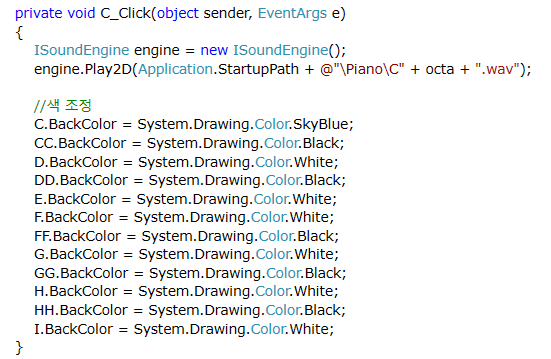 private void C_Click(object sender, EventArgs e)
{
ISoundEngine engine = new ISoundEngine();
engine.Play2D(Application.StartupPath + @"\Piano\C" + octa + ".wav");
//색 조정
C.BackColor = System.Drawing.Color.SkyBlue;
CC.BackColor = System.Drawing.Color.Black;
D.BackColor = System.Drawing.Color.White;
DD.BackColor = System.Drawing.Color.Black;
E.BackColor = System.Drawing.Color.White;
F.BackColor = System.Drawing.Color.White;
FF.BackColor = System.Drawing.Color.Black;
G.BackColor = System.Drawing.Color.White;
GG.BackColor = System.Drawing.Color.Black;
H.BackColor = System.Drawing.Color.White;
HH.BackColor = System.Drawing.Color.Black;
I.BackColor = System.Drawing.Color.White;
}